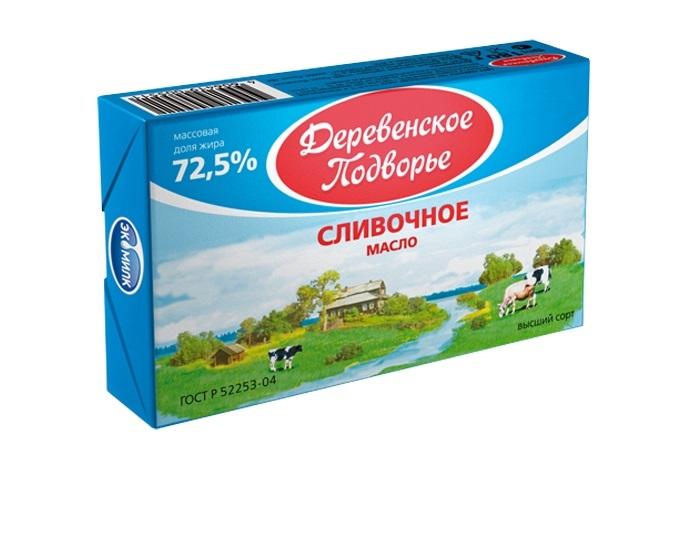 массовая
доля жира
72,5%
Деревенское
Подворье
СЛИВОЧНОЕ
МАСЛО
ЭКОМИЛК
высший сорт
ГОСТ Р 52253-04